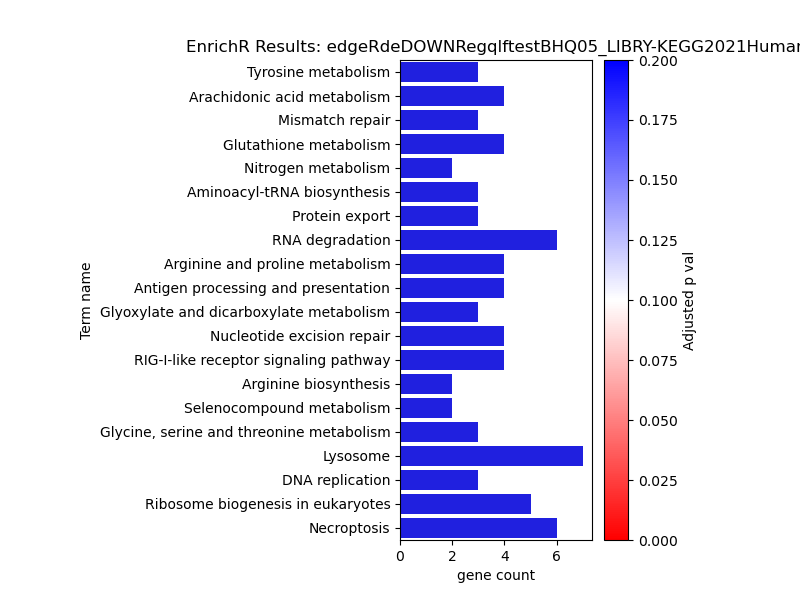 EnrichR Results: edgeRdeDOWNRegqlftestBHQ05_LIBRY-KEGG2021Human
Tyrosine metabolism
Arachidonic acid metabolism
Mismatch repair
Glutathione metabolism
Nitrogen metabolism
Aminoacyl-tRNA biosynthesis
Protein export
RNA degradation
Arginine and proline metabolism
Antigen processing and presentation
Glyoxylate and dicarboxylate metabolism
Nucleotide excision repair
RIG-I-like receptor signaling pathway
Arginine biosynthesis
Selenocompound metabolism
Glycine, serine and threonine metabolism
Lysosome
DNA replication
Ribosome biogenesis in eukaryotes
Necroptosis
Term name
0 2 4 6
gene count
0.200
0.175
0.150
0.125
0.100
0.075
0.050
0.025
0.000
Adjusted p val